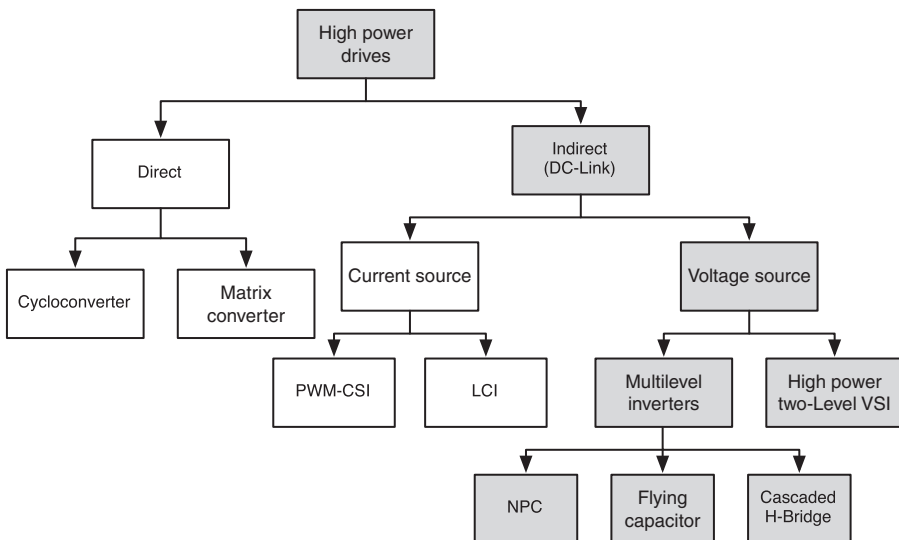 High power
drives
Direct
Indirect
(DC-Link)
Cycloconverter
Matrix
converter
Current source
Voltage source
PWM-CSI
LCI
Multilevel
inverters
High power
two-Level VSI
NPC
Flying
capacitor
Cascaded
H-Bridge